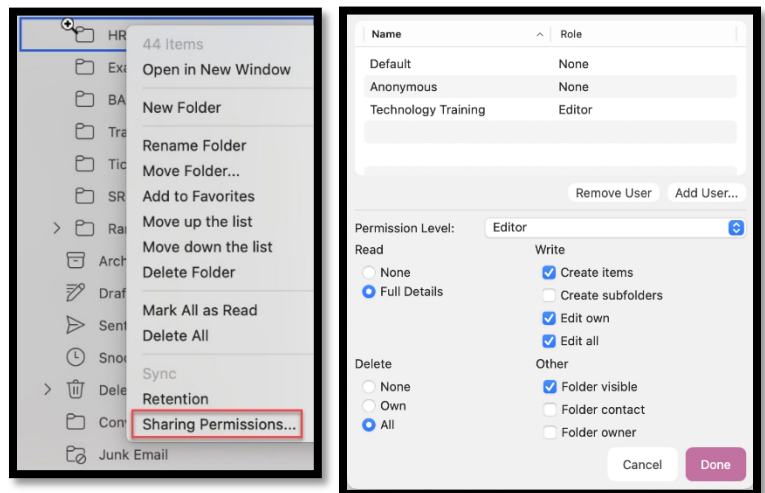 HR
44 Items
Open in New Window
New Folder
Rename Folder
Move Folder...
Add to Favorites
Move up the list
Move down the list
Delete Folder
Mark All as Read
Delete All
Sync
Retention
Sharing Permissions...
Exa
BA
Tra
Tic
SR
Ra
Arch
Draf
Sent
Snoo
Dele
Con
Junk Email
Name Role
Default None
Anonymous None
Technology Training Editor
Remove User Add User...
Permission Level: Editor
Read Write
None Create items
Full Details Create subfolders
Edit own
Edit all
Delete Other
None Folder visible
Own Folder contact
All Folder owner
Cancel Done